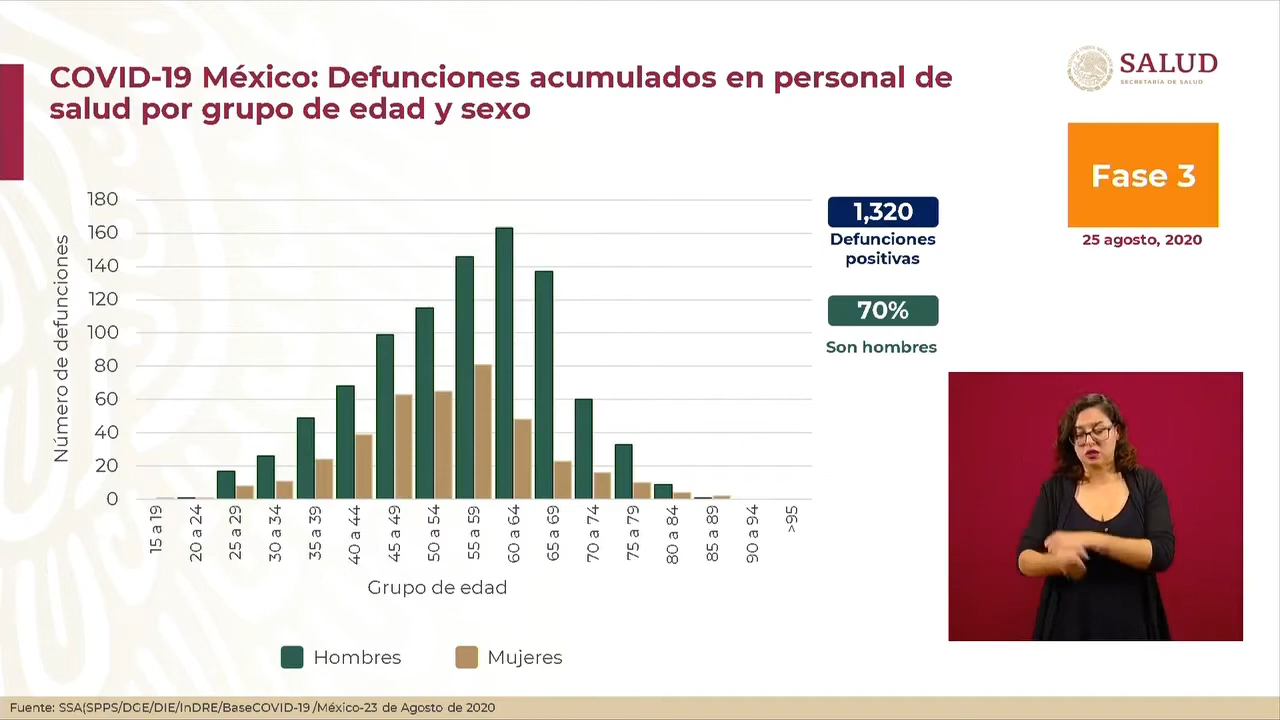 COVID-19 México: Defunciones acumulados en personal de
salud por grupo de edad y sexo
SALUD
SECRETARÍA DE SALUD
Fase 3
25 agosto, 2020
1,320
Defunciones
positivas
70%
Son hombres
Número de defunciones
180
160
140
120
100
80
60
40
20
0
15 a 19
20 a 24
25 a 29
30 a 34
35 a 39
40 a 44
45 a 49
50 a 54
55 a 59
60 a 64
65 a 69
70 a 74
75 a 79
80 a 84
85 a 89
90 a 94
>95
Grupo de edad
Hombres
Mujeres
Fuente: SSA(SPPS/DGE/DIE/InDRE/BaseCOVID-19 /México-23 de Agosto de 2020